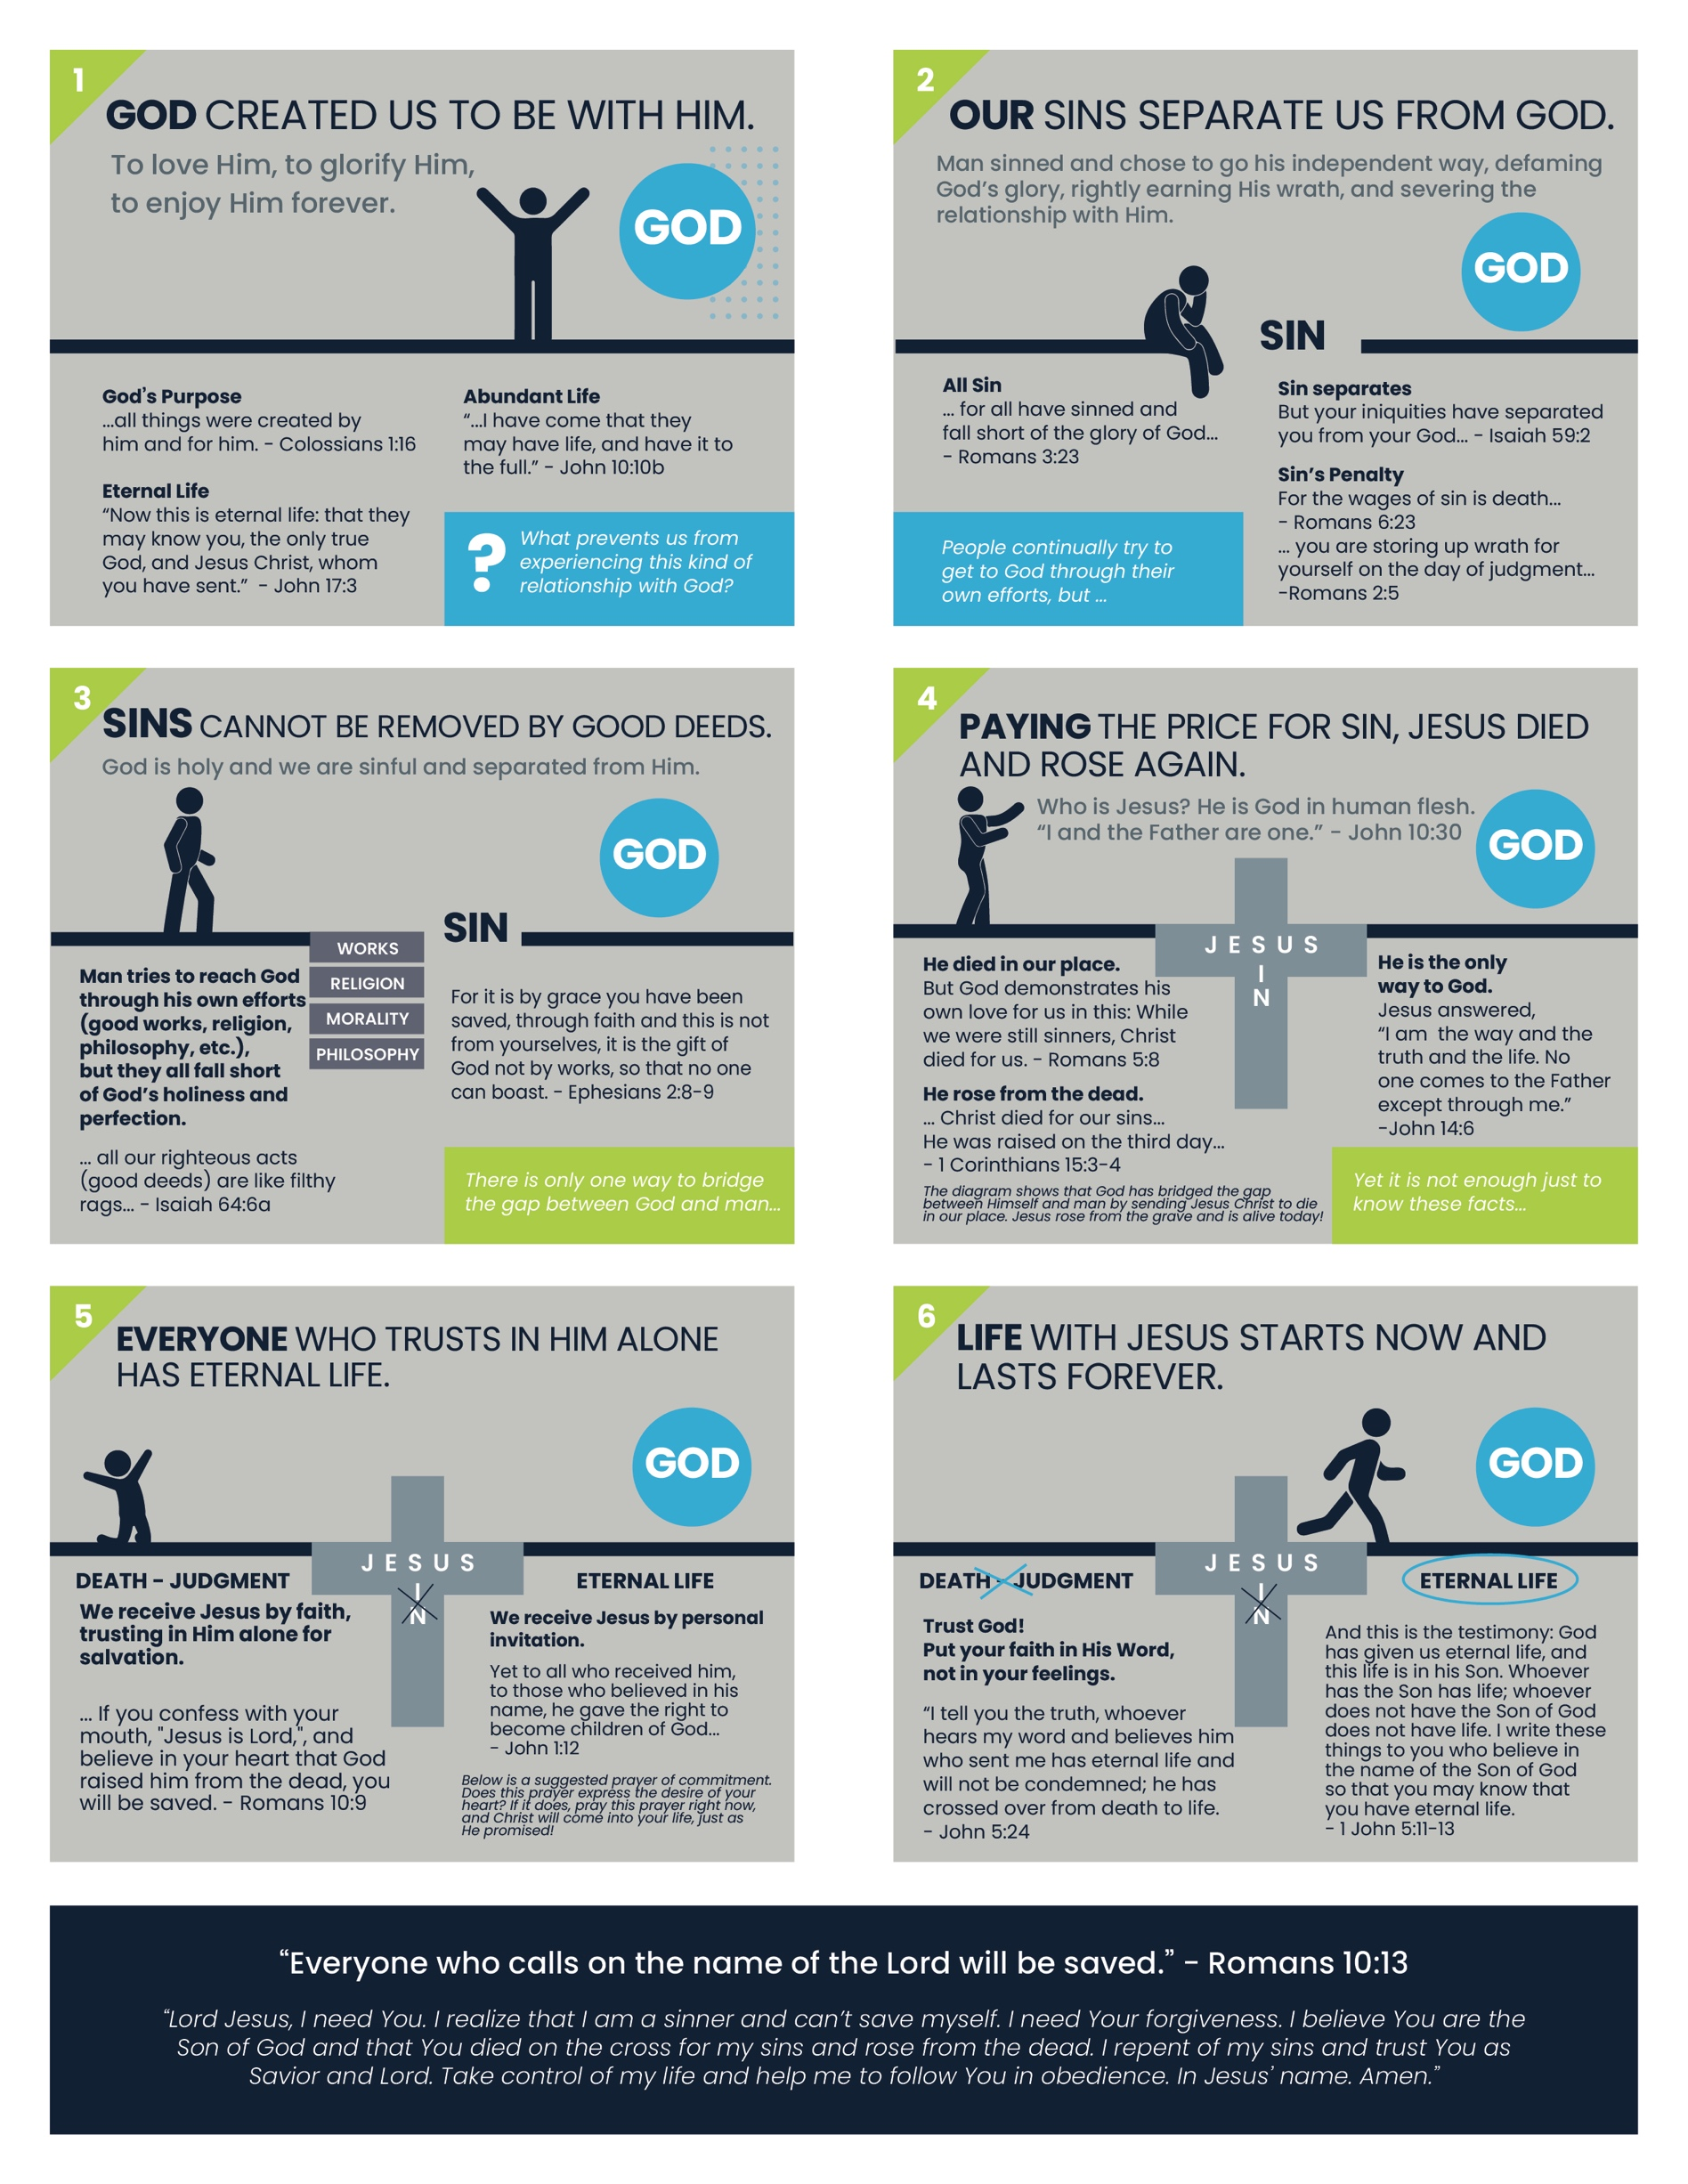 1
GOD CREATED US TO BE WITH HIM.
To love Him, to glorify Him,
to enjoy Him forever.
GOD
God's Purpose
...all things were created by
him and for him. - Colossians 1:16
Eternal Life
“Now this is eternal life: that they
may know you, the only true
God, and Jesus Christ, whom
you have sent.” - John 17:3
Abundant Life
“...I have come that they
may have life, and have it to
the full.” - John 10:10b
?
What prevents us from
experiencing this kind of
relationship with God?
2
OUR SINS SEPARATE US FROM GOD.
Man sinned and chose to go his independent way, defaming
God's glory, rightly earning His wrath, and severing the
relationship with Him.
GOD
SIN
All Sin
... for all have sinned and
fall short of the glory of God...
- Romans 3:23
People continually try to
get to God through their
own efforts, but ...
Sin separates
But your iniquities have separated
you from your God... - Isaiah 59:2
Sin's Penalty
For the wages of sin is death...
- Romans 6:23
... you are storing up wrath for
yourself on the day of judgment...
-Romans 2:5
3
SINS CANNOT BE REMOVED BY GOOD DEEDS.
God is holy and we are sinful and separated from Him.
GOD
SIN
WORKS
RELIGION
MORALITY
PHILOSOPHY
Man tries to reach God
through his own efforts
(good works, religion,
philosophy, etc.),
but they all fall short
of God's holiness and
perfection.
... all our righteous acts
(good deeds) are like filthy
rags... - Isaiah 64:6a
For it is by grace you have been
saved, through faith and this is not
from yourselves, it is the gift of
God not by works, so that no one
can boast. - Ephesians 2:8-9
There is only one way to bridge
the gap between God and man...
4
PAYING THE PRICE FOR SIN, JESUS DIED
AND ROSE AGAIN.
Who is Jesus? He is God in human flesh.
“I and the Father are one.” - John 10:30
GOD
JESUS
I
N
He died in our place.
But God demonstrates his
own love for us in this: While
we were still sinners, Christ
died for us. - Romans 5:8
He rose from the dead.
... Christ died for our sins...
He was raised on the third day...
- 1 Corinthians 15:3-4
The diagram shows that God has bridged the gap
between Himself and man by sending Jesus Christ to die
in our place. Jesus rose from the grave and is alive today!
He is the only
way to God.
Jesus answered,
“I am the way and the
truth and the life. No
one comes to the Father
except through me.”
-John 14:6
Yet it is not enough just to
know these facts...
5
EVERYONE WHO TRUSTS IN HIM ALONE
HAS ETERNAL LIFE.
GOD
JESUS
I
N
DEATH - JUDGMENT
We receive Jesus by faith,
trusting in Him alone for
salvation.
... If you confess with your
mouth, "Jesus is Lord,", and
believe in your heart that God
raised him from the dead, you
will be saved. - Romans 10:9
ETERNAL LIFE
We receive Jesus by personal
invitation.
Yet to all who received him,
to those who believed in his
name, he gave the right to
become children of God...
- John 1:12
Below is a suggested prayer of commitment.
Does this prayer express the desire of your
heart? If it does, pray this prayer right now,
and Christ will come into your life, just as
He promised!
6
LIFE WITH JESUS STARTS NOW AND
LASTS FOREVER.
GOD
JESUS
I
N
DEATH - JUDGMENT
Trust God!
Put your faith in His Word,
not in your feelings.
“I tell you the truth, whoever
hears my word and believes him
who sent me has eternal life and
will not be condemned; he has
crossed over from death to life.
- John 5:24
ETERNAL LIFE
And this is the testimony: God
has given us eternal life, and
this life is in his Son. Whoever
has the Son has life; whoever
does not have the Son of God
does not have life. I write these
things to you who believe in
the name of the Son of God
so that you may know that
you have eternal life.
- 1 John 5:11-13
“Everyone who calls on the name of the Lord will be saved.” - Romans 10:13
“Lord Jesus, I need You. I realize that I am a sinner and can't save myself. I need Your forgiveness. I believe You are the
Son of God and that You died on the cross for my sins and rose from the dead. I repent of my sins and trust You as
Savior and Lord. Take control of my life and help me to follow You in obedience. In Jesus' name. Amen.”